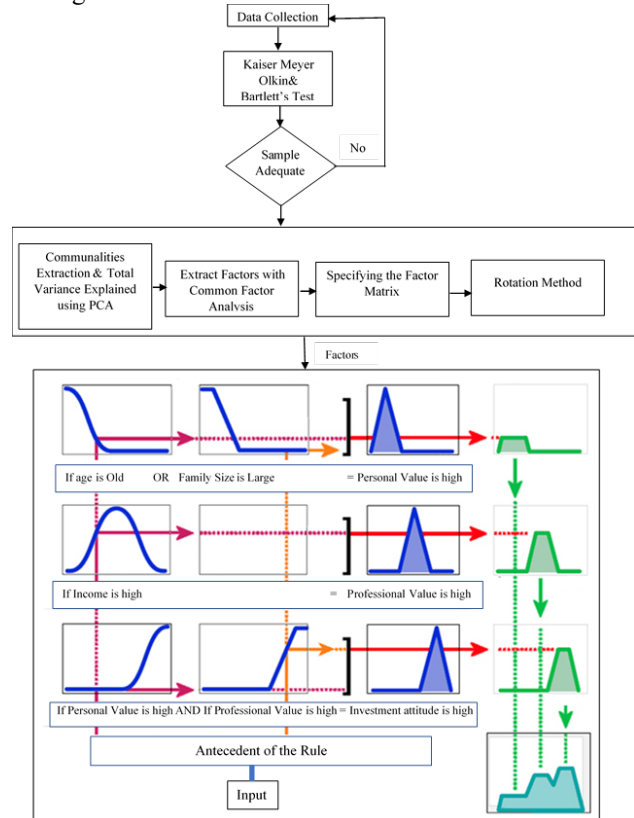 Data Collection
Kaiser Meyer
Olkin&
Bartlett's Test
Sample
Adequate
No
Communalities
Extraction & Total
Variance Explained
using PCA
Extract Factors with
Common Factor
Analysis
Specifying the Factor
Matrix
Rotation Method
Factors
If age is Old OR Family Size is Large = Personal Value is high
If Income is high = Professional Value is high
If Personal Value is high AND If Professional Value is high = Investment attitude is high
Antecedent of the Rule
Input